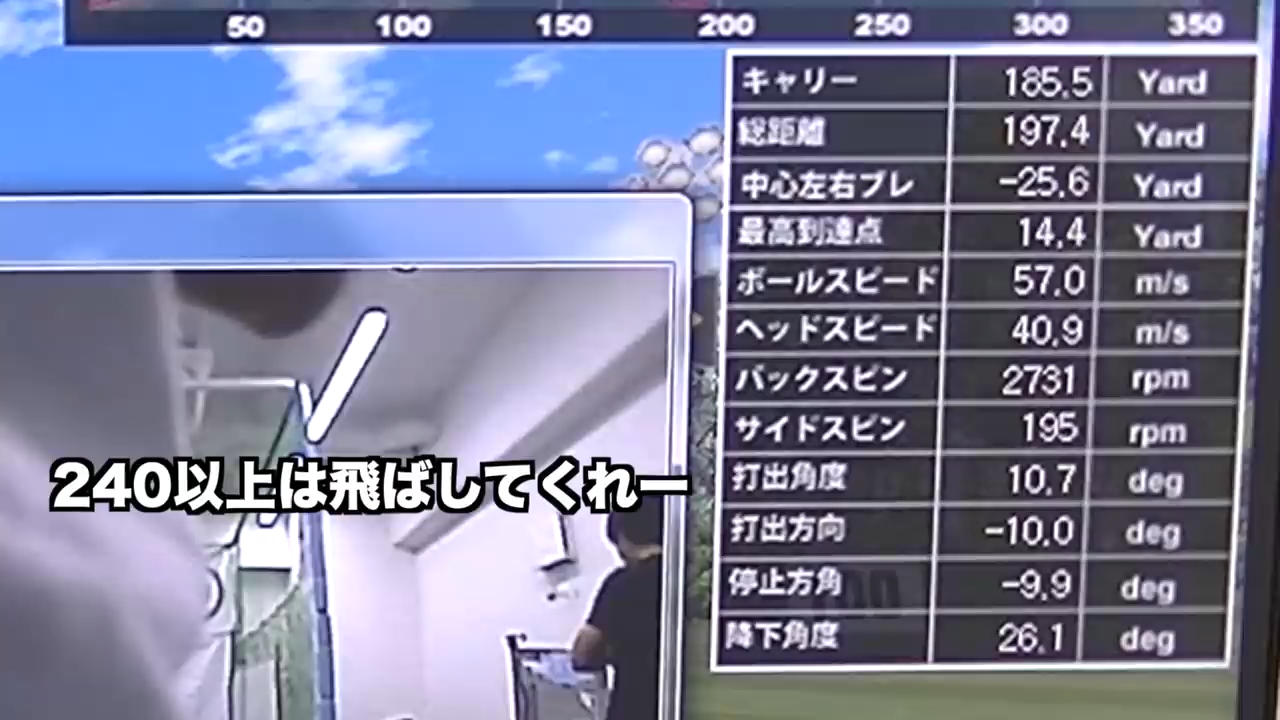 50 100 150 200 250 300 350
キャリー 185.5 Yard
総距離 197.4 Yard
中心左右ブレ -25.6 Yard
最高到達点 14.4 Yard
ボールスピード 57.0 m/s
ヘッドスピード 40.9 m/s
バックスピン 2731 rpm
サイドスピン 195 rpm
打出角度 10.7 deg
打出方向 -10.0 deg
停止方角 -9.9 deg
降下角度 26.1 deg
240以上は飛ばしてくれー